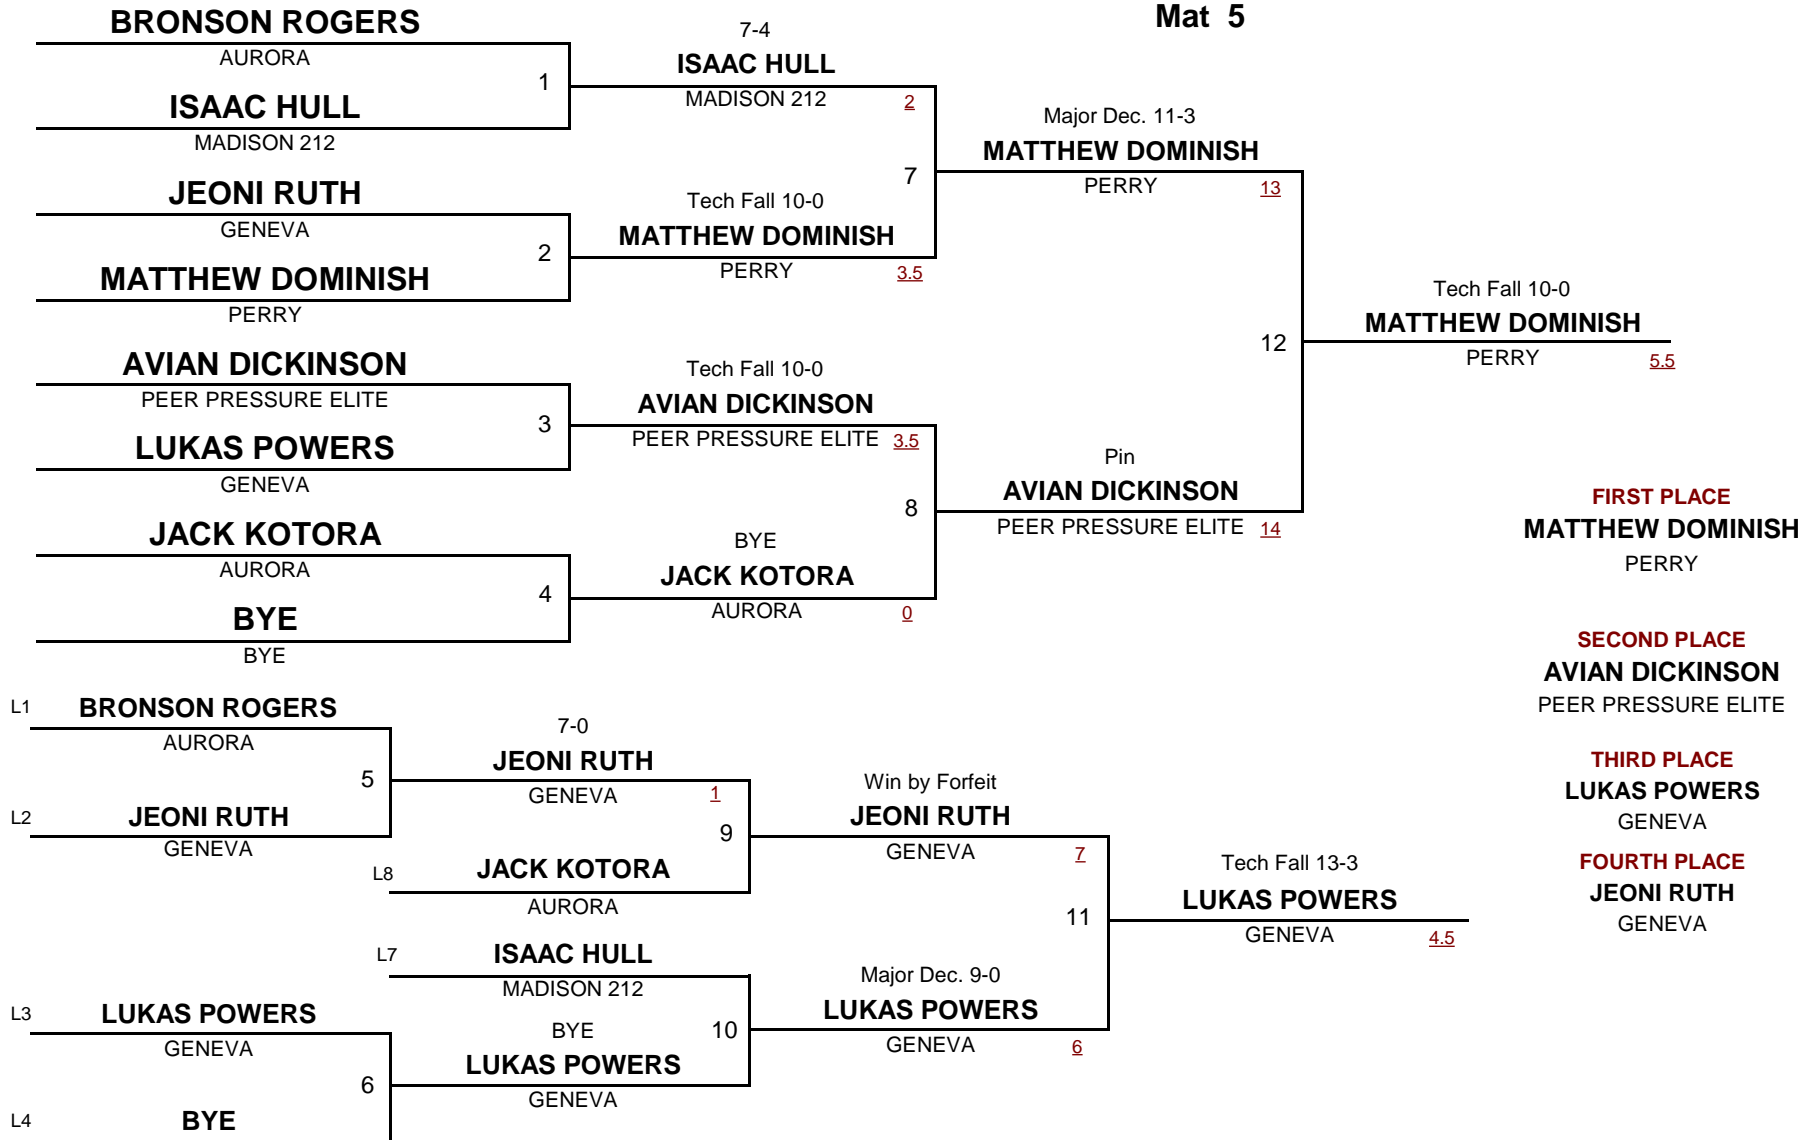 Mat 5
BRONSON ROGERS
AURORA
1
ISAAC HULL
MADISON 212
7-4
ISAAC HULL
MADISON 212
2
JEONI RUTH
GENEVA
2
MATTHEW DOMINISH
PERRY
Tech Fall 10-0
MATTHEW DOMINISH
PERRY
3.5
7
Major Dec. 11-3
MATTHEW DOMINISH
PERRY
13
AVIAN DICKINSON
PEER PRESSURE ELITE
3
LUKAS POWERS
GENEVA
Tech Fall 10-0
AVIAN DICKINSON
PEER PRESSURE ELITE
3.5
JACK KOTORA
AURORA
4
BYE
BYE
BYE
JACK KOTORA
AURORA
0
8
Pin
AVIAN DICKINSON
PEER PRESSURE ELITE
14
12
Tech Fall 10-0
MATTHEW DOMINISH
PERRY
5.5
FIRST PLACE
MATTHEW DOMINISH
PERRY
SECOND PLACE
AVIAN DICKINSON
PEER PRESSURE ELITE
THIRD PLACE
LUKAS POWERS
GENEVA
FOURTH PLACE
JEONI RUTH
GENEVA
L1
BRONSON ROGERS
AURORA
5
L2
JEONI RUTH
GENEVA
7-0
JEONI RUTH
GENEVA
1
9
L8
JACK KOTORA
AURORA
Win by Forfeit
JEONI RUTH
GENEVA
7
L7
ISAAC HULL
MADISON 212
L3
LUKAS POWERS
GENEVA
6
L4
BYE
BYE
LUKAS POWERS
GENEVA
10
Major Dec. 9-0
LUKAS POWERS
GENEVA
6
11
Tech Fall 13-3
LUKAS POWERS
GENEVA
4.5